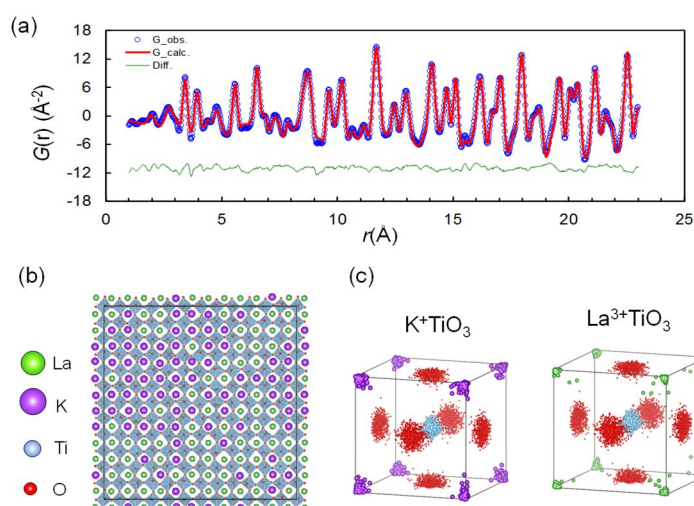 (a)
18
12
6
0
-6
-12
-18
G(r) (Å⁻²)
G_obs.
G_calc.
Diff.
0 5 10 15 20 25
r(Å)
(b)
La
K
Ti
O
(c)
K⁺TiO₃
La³⁺TiO₃